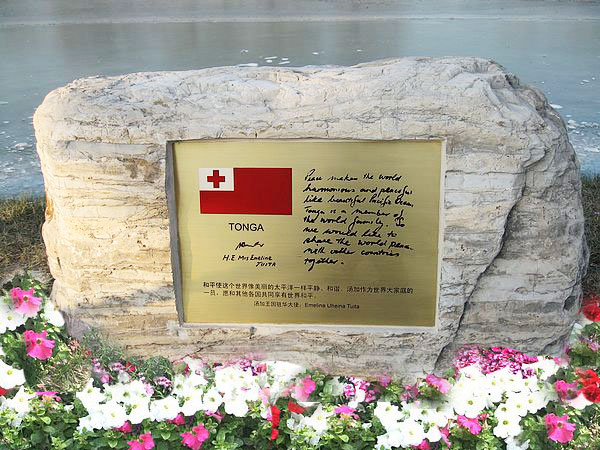 TONGA
H.E. Mrs Emeline
TUITA
Peace makes the world
harmonious and peaceful
like beautiful Pacific Ocean,
Tonga is a member of
the world family. So
we would like to
share the world peace
with other countries
together.
和平使这个世界像美丽的太平洋一样平静、和谐。汤加作为世界大家庭的
一员，愿和其他各国共同享有世界和平。
汤加王国驻华大使：Emelina Uheina Tuita